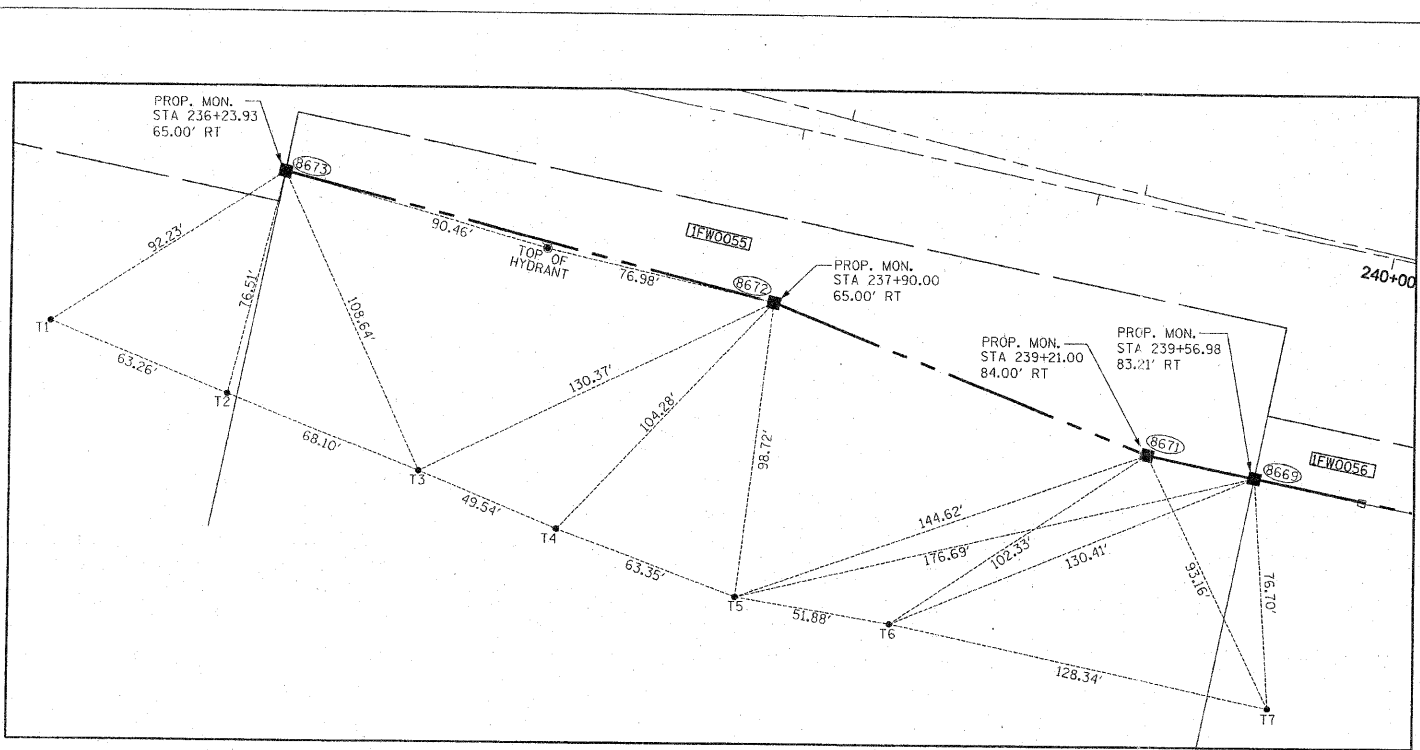 PROP. MON.
STA 236+23.93
65.00' RT
8673
92.23'
76.51'
108.64'
90.46'
TOP OF
HYDRANT
76.98'
1FW0055
8672
PROP. MON.
STA 237+90.00
65.00' RT
240+00
PROP. MON.
STA 239+21.00
84.00' RT
PROP. MON.
STA 239+56.98
83.21' RT
8671
8669
1FW0056
T1
63.26'
T2
68.10'
T3
49.54'
T4
63.35'
T5
51.88'
T6
128.34'
T7
130.37'
104.28'
98.72'
144.62'
176.69'
102.33'
130.41'
93.16'
76.70'